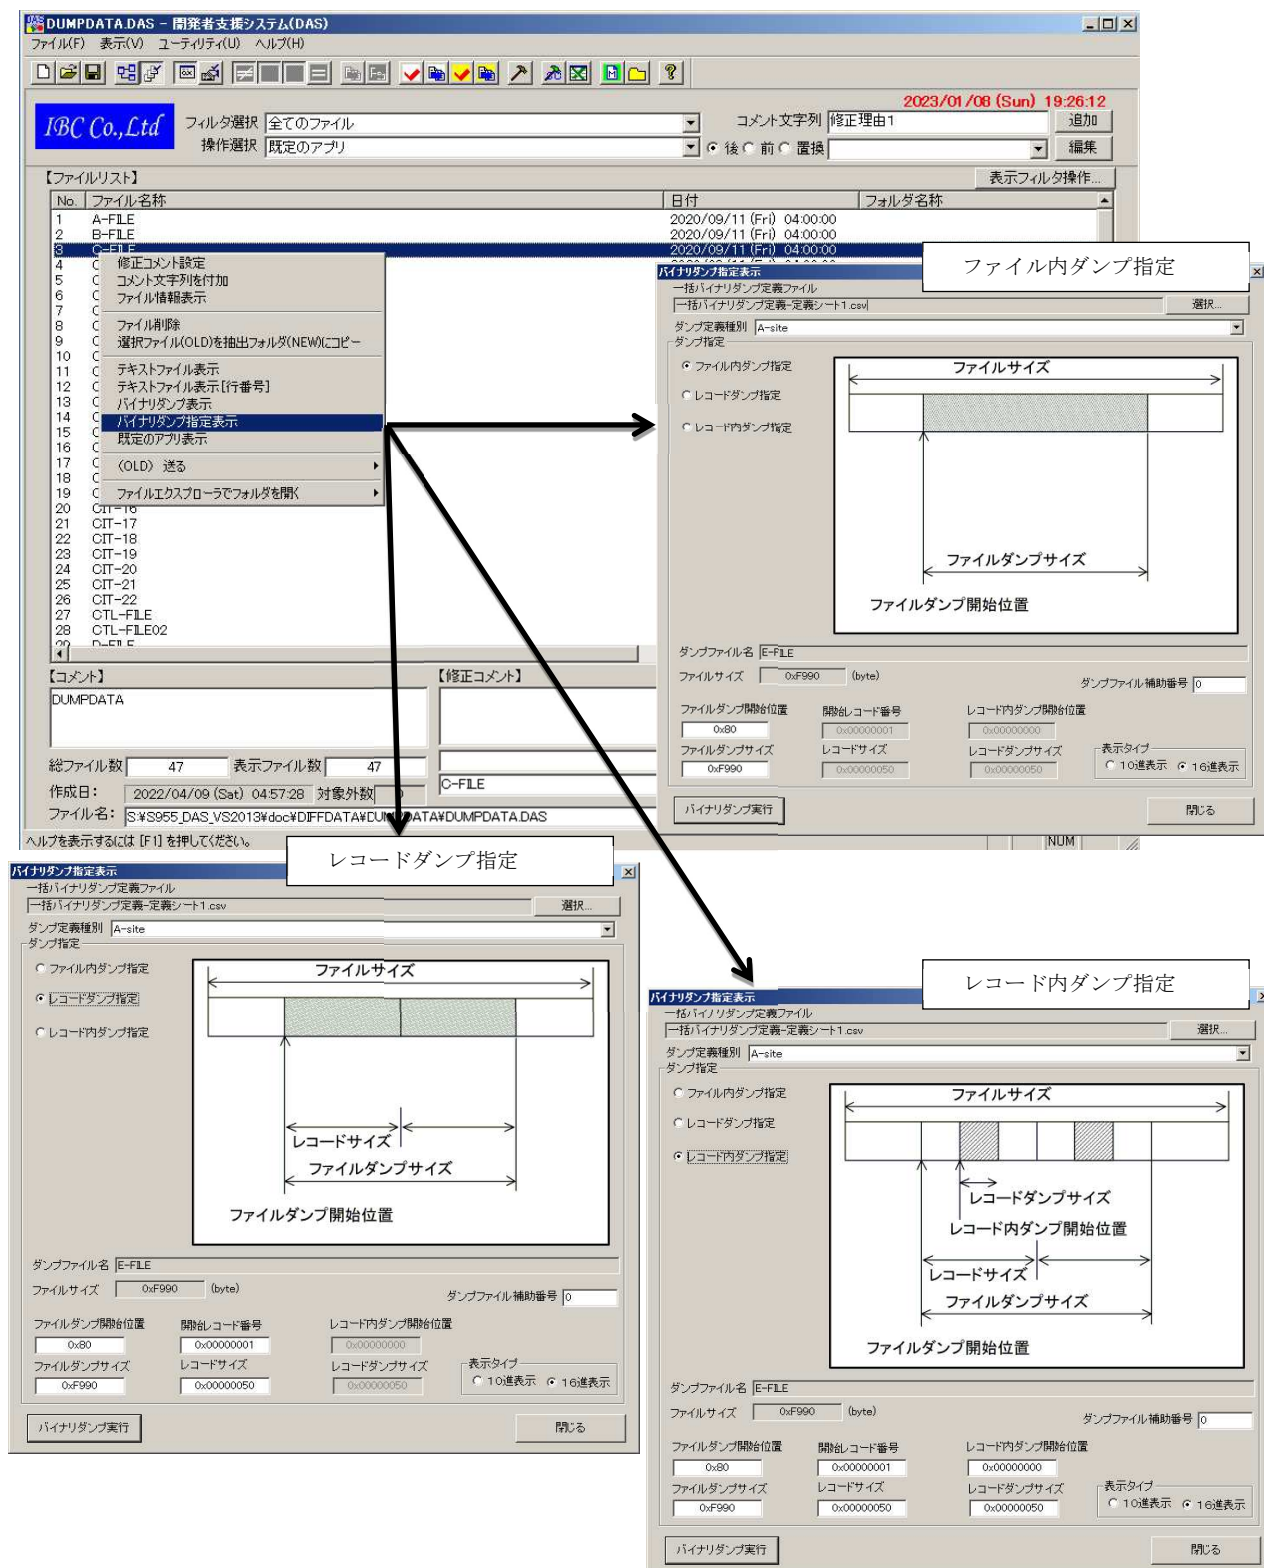 DUMPDATA.DAS - 開発者支援システム(DAS)
ファイル(F) 表示(V) ユーティリティ(U) ヘルプ(H)
2023/01/08 (Sun) 19:26:12
IBC Co.,Ltd
フィルタ選択 全てのファイル
コメント文字列 修正理由1 追加
操作選択 既定のアプリ
後 前 置換 編集
【ファイルリスト】 表示フィルタ操作...
No. ファイル名称 日付 フォルダ名称
1 A-FILE 2020/09/11 (Fri) 04:00:00
2 B-FILE 2020/09/11 (Fri) 04:00:00
3 C-FILE 2020/09/11 (Fri) 04:00:00
4 C
5 C
6 C
7 C
8 C
9 C
10 C
11 C
12 C
13 C
14 C
15 C
16 C
17 C
18 C
19 C
20 CIT-16
21 CIT-17
22 CIT-18
23 CIT-19
24 CIT-20
25 CIT-21
26 CIT-22
27 CTL-FILE
28 CTL-FILE02
29 D-FILE
修正コメント設定
コメント文字列を付加
ファイル情報表示
ファイル削除
選択ファイル(OLD)を抽出フォルダ(NEW)にコピー
テキストファイル表示
テキストファイル表示[行番号]
バイナリダンプ表示
バイナリダンプ指定表示
既定のアプリ表示
(OLD) 送る
ファイルエクスプローラでフォルダを開く
【コメント】 【修正コメント】
DUMPDATA
総ファイル数 47 表示ファイル数 47
作成日: 2022/04/09 (Sat) 04:57:28 対象外数 0
C-FILE
ファイル名: S:¥S955_DAS_VS2013¥doc¥DIFFDATA¥DUMPDATA¥DUMPDATA.DAS
ヘルプを表示するには [F1] を押してください。 NUM
ファイル内ダンプ指定
バイナリダンプ指定表示
一括バイナリダンプ定義ファイル
一括バイナリダンプ定義-定義シート1.csv 選択...
ダンプ定義種別 A-site
ダンプ指定
ファイル内ダンプ指定
レコードダンプ指定
レコード内ダンプ指定
ファイルサイズ
ファイルダンプサイズ
ファイルダンプ開始位置
ダンプファイル名 E-FILE
ファイルサイズ 0xF990 (byte)
ダンプファイル補助番号 0
ファイルダンプ開始位置 開始レコード番号 レコード内ダンプ開始位置
0x80 0x00000001 0x00000000
ファイルダンプサイズ レコードサイズ レコードダンプサイズ 表示タイプ
0xF990 0x00000050 0x00000050 10進表示 16進表示
バイナリダンプ実行 閉じる
レコードダンプ指定
バイナリダンプ指定表示
一括バイナリダンプ定義ファイル
一括バイナリダンプ定義-定義シート1.csv 選択...
ダンプ定義種別 A-site
ダンプ指定
ファイル内ダンプ指定
レコードダンプ指定
レコード内ダンプ指定
ファイルサイズ
レコードサイズ
ファイルダンプサイズ
ファイルダンプ開始位置
ダンプファイル名 E-FILE
ファイルサイズ 0xF990 (byte)
ダンプファイル補助番号 0
ファイルダンプ開始位置 開始レコード番号 レコード内ダンプ開始位置
0x80 0x00000001 0x00000000
ファイルダンプサイズ レコードサイズ レコードダンプサイズ 表示タイプ
0xF990 0x00000050 0x00000050 10進表示 16進表示
バイナリダンプ実行 閉じる
レコード内ダンプ指定
バイナリダンプ指定表示
一括バイナリダンプ定義ファイル
一括バイナリダンプ定義-定義シート1.csv 選択...
ダンプ定義種別 A-site
ダンプ指定
ファイル内ダンプ指定
レコードダンプ指定
レコード内ダンプ指定
ファイルサイズ
レコードダンプサイズ
レコード内ダンプ開始位置
レコードサイズ
ファイルダンプサイズ
ファイルダンプ開始位置
ダンプファイル名 E-FILE
ファイルサイズ 0xF990 (byte)
ダンプファイル補助番号 0
ファイルダンプ開始位置 開始レコード番号 レコード内ダンプ開始位置
0x80 0x00000001 0x00000000
ファイルダンプサイズ レコードサイズ レコードダンプサイズ 表示タイプ
0xF990 0x00000050 0x00000050 10進表示 16進表示
バイナリダンプ実行 閉じる